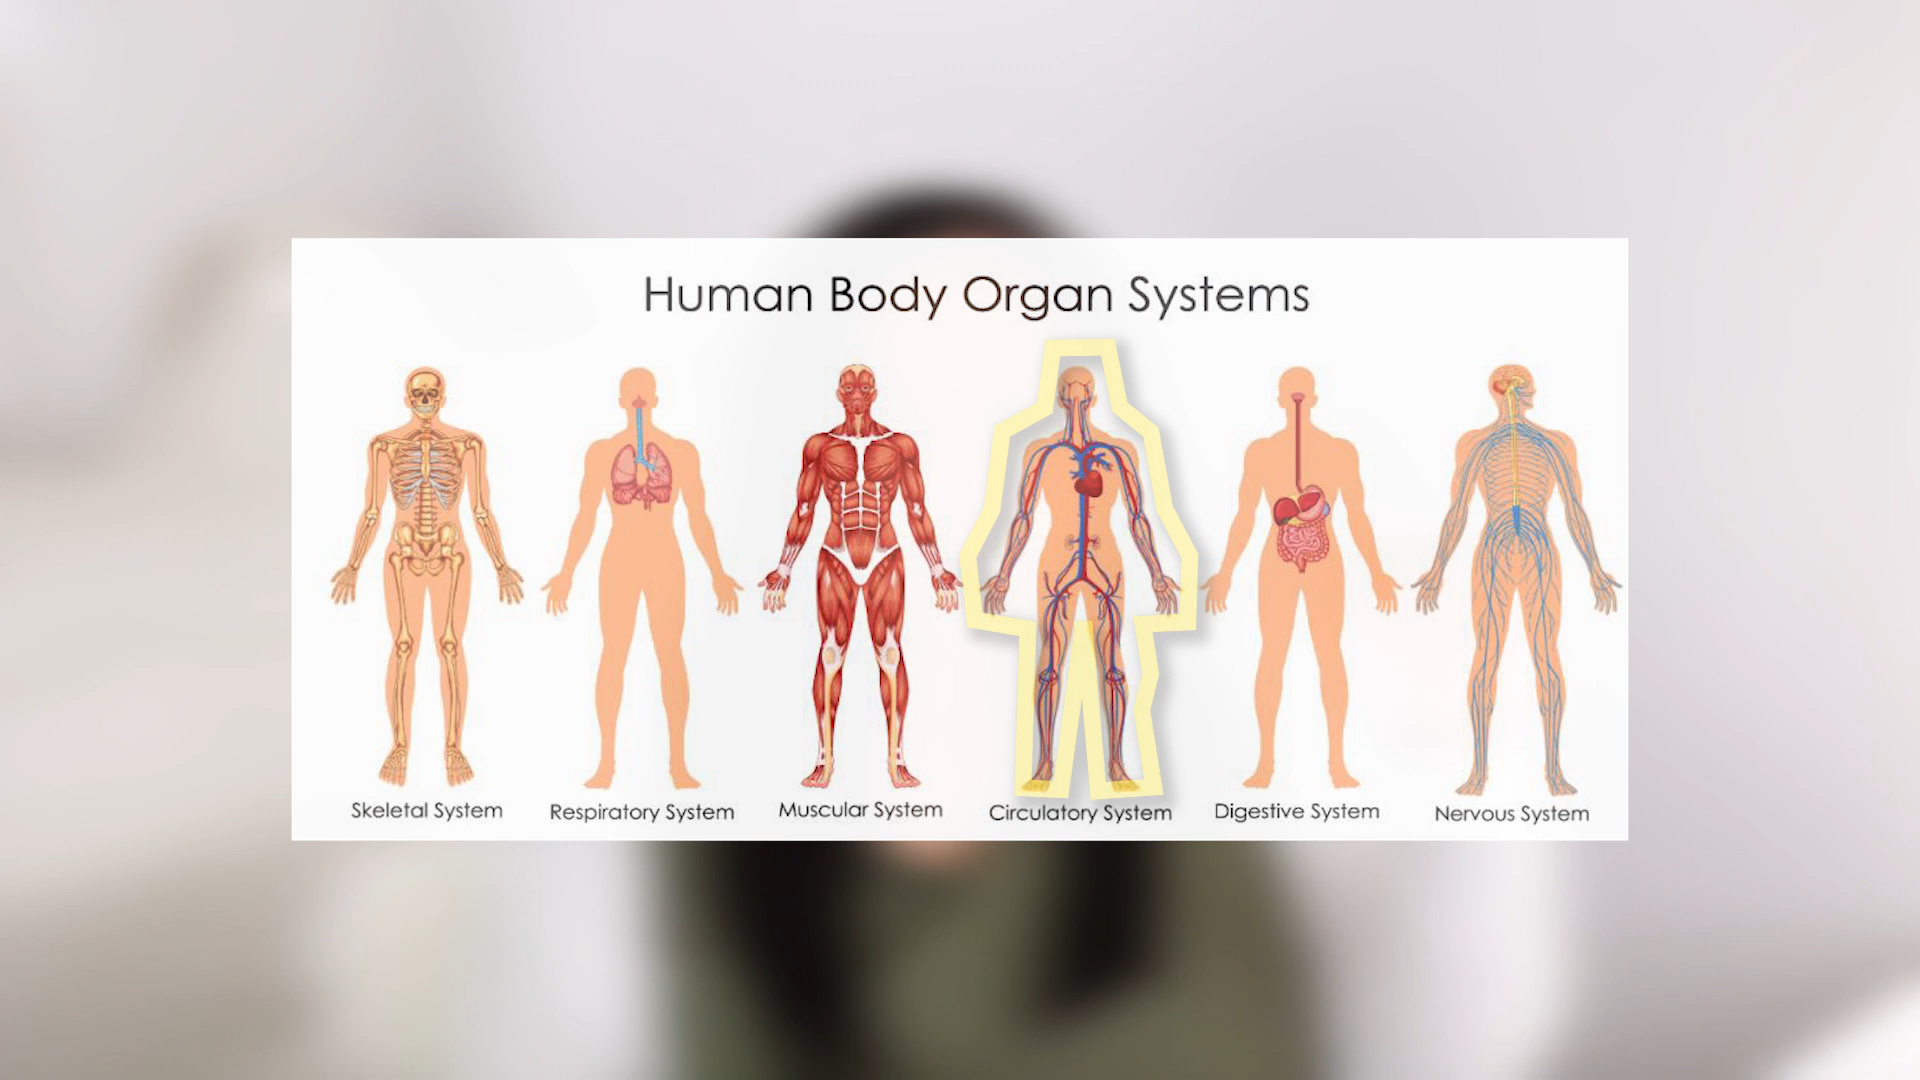 Human Body Organ Systems
Skeletal System
Respiratory System
Muscular System
Circulatory System
Digestive System
Nervous System